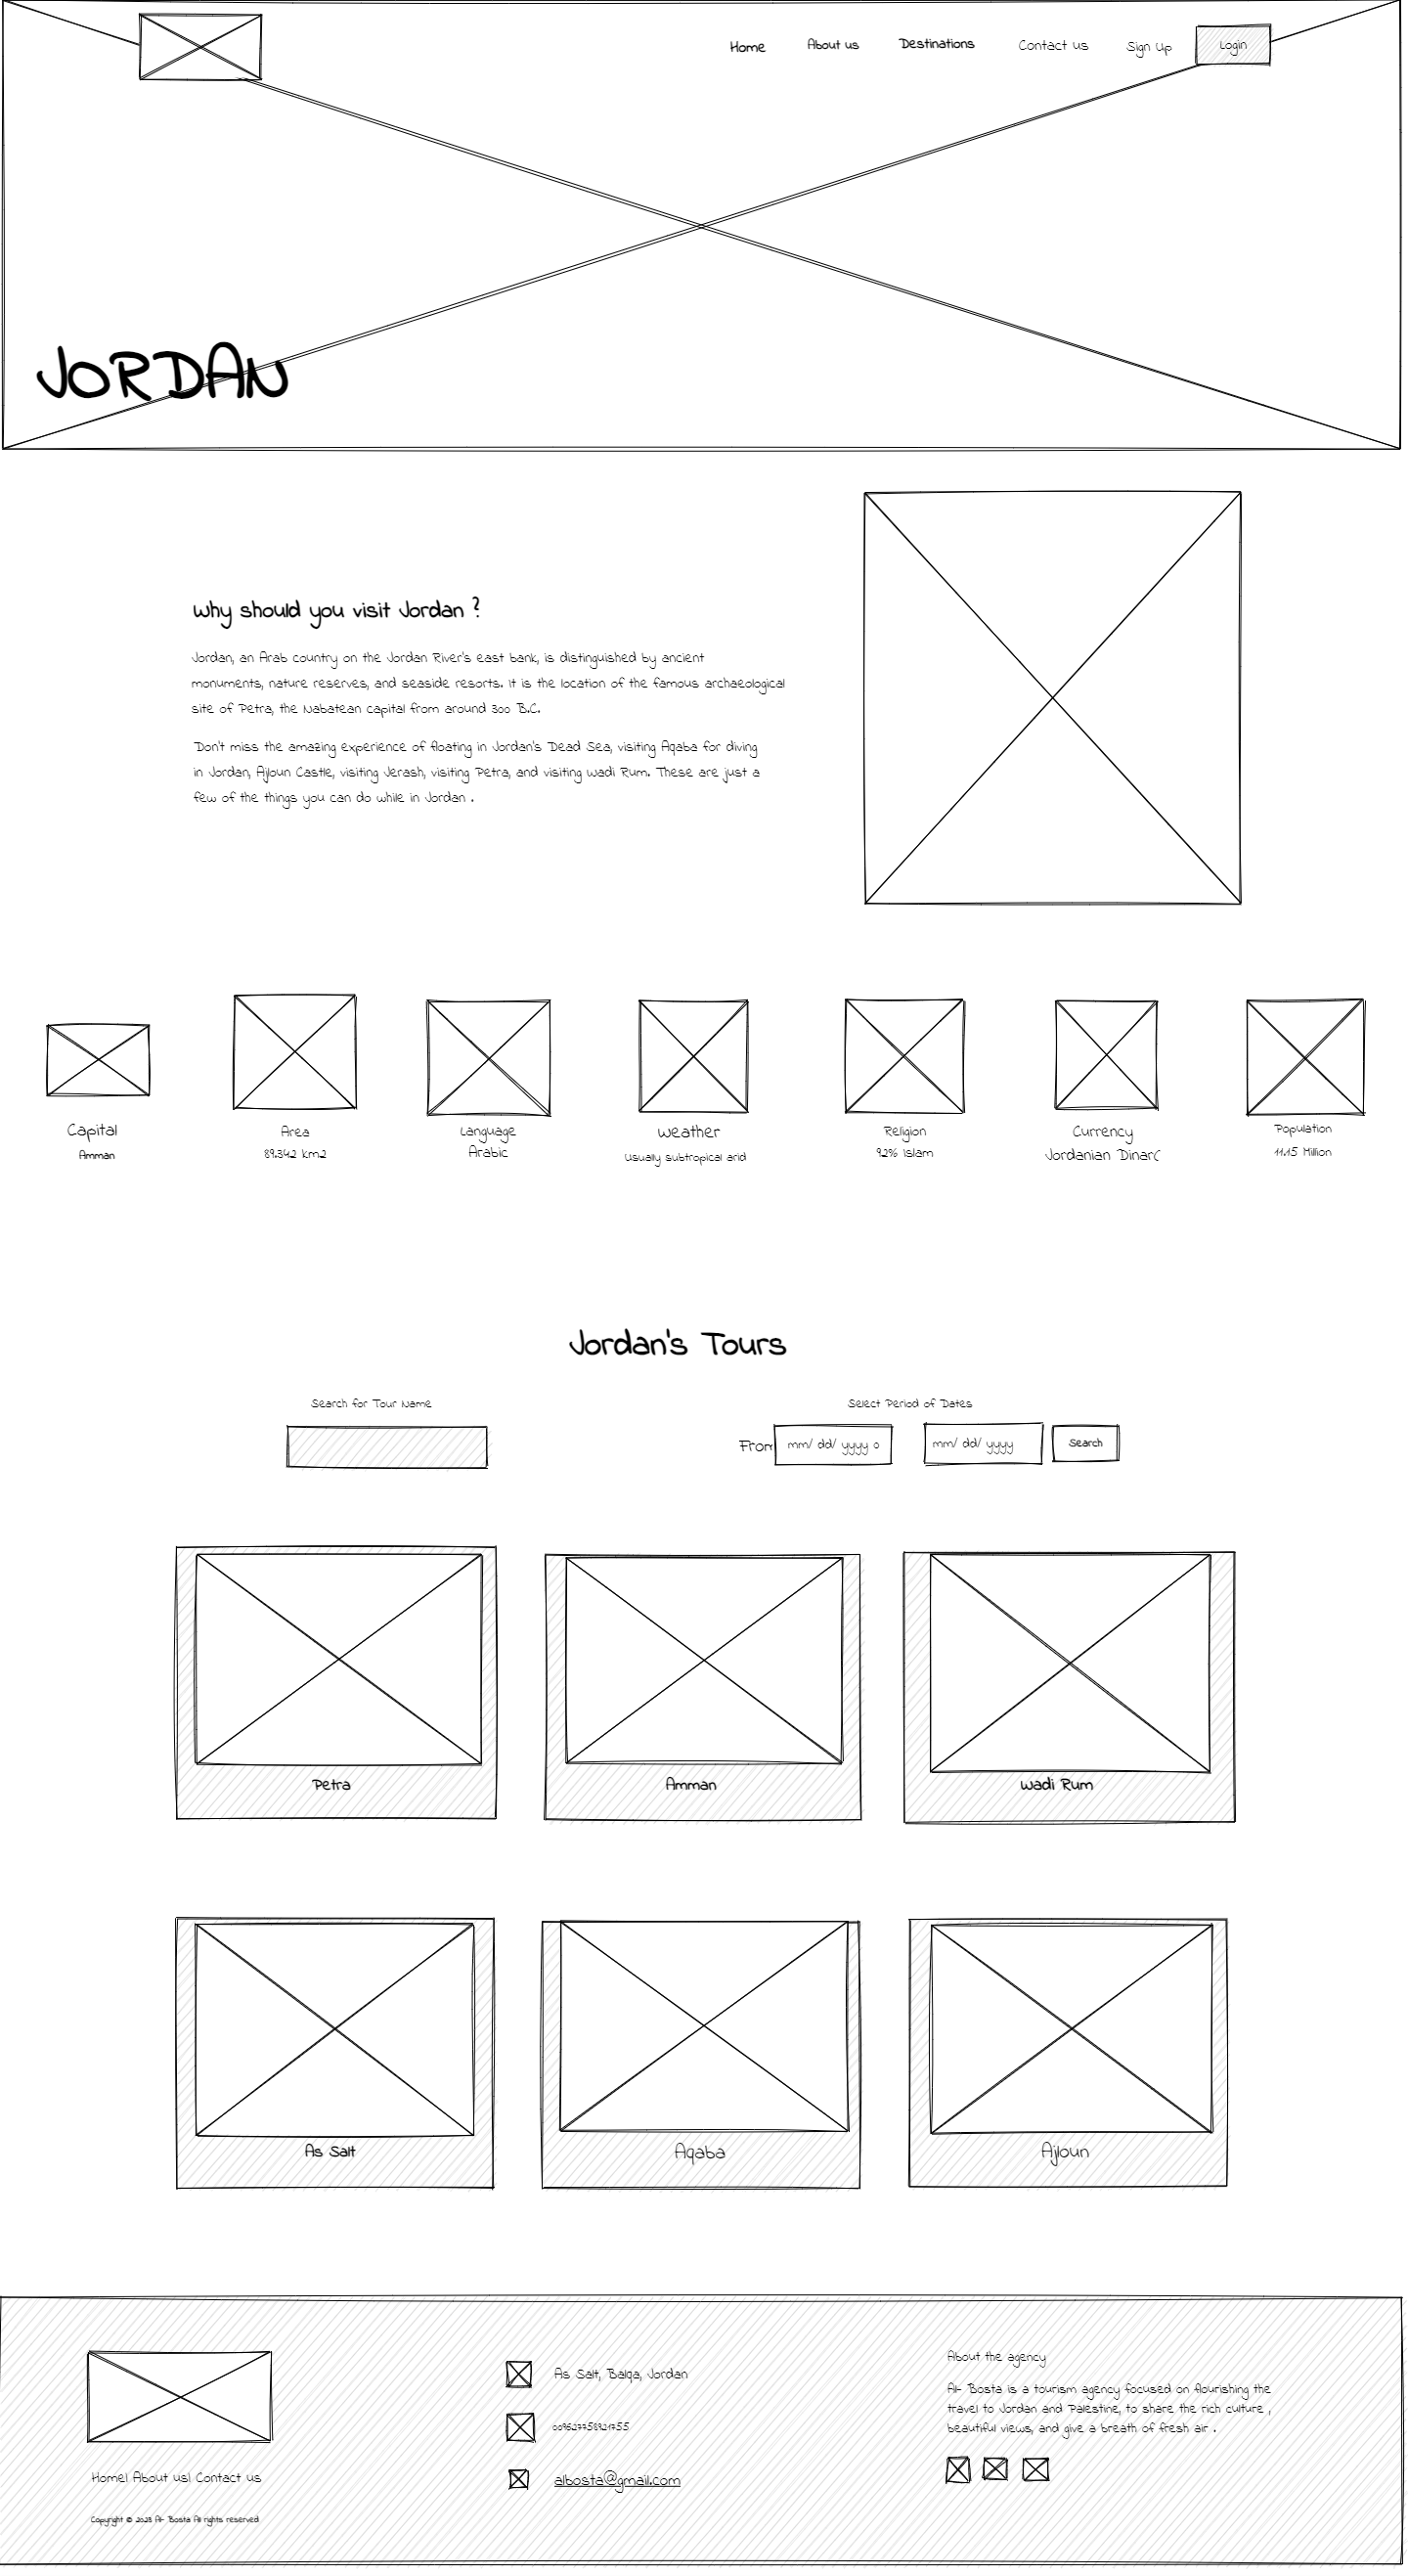 Home About us Destinations Contact us Sign Up Login
JORDAN
Why should you visit Jordan ?
Jordan, an Arab country on the Jordan River's east bank, is distinguished by ancient
monuments, nature reserves, and seaside resorts. It is the location of the famous archaeological
site of Petra, the Nabatean capital from around 300 B.C.
Don't miss the amazing experience of floating in Jordan's Dead Sea, visiting Aqaba for diving
in Jordan, Ajloun Castle, visiting Jerash, visiting Petra, and visiting Wadi Rum. These are just a
few of the things you can do while in Jordan .
Capital
Amman
Area
89.342 km2
Language
Arabic
Weather
Usually subtropical arid
Religion
92% Islam
Currency
Jordanian Dinar(
Population
11.15 Million
Jordan's Tours
Search for Tour Name
Select Period of Dates
From mm/ dd/ yyyy o mm/ dd/ yyyy Search
Petra
Amman
Wadi Rum
As Salt
Aqaba
Ajloun
Home| About us| Contact us
Copyright © 2023 Al- Bosta All rights reserved
As Salt, Balqa, Jordan
albosta@gmail.com
About the agency
Al- Bosta is a tourism agency focused on flourishing the
travel to Jordan and Palestine, to share the rich culture ,
beautiful views, and give a breath of fresh air .